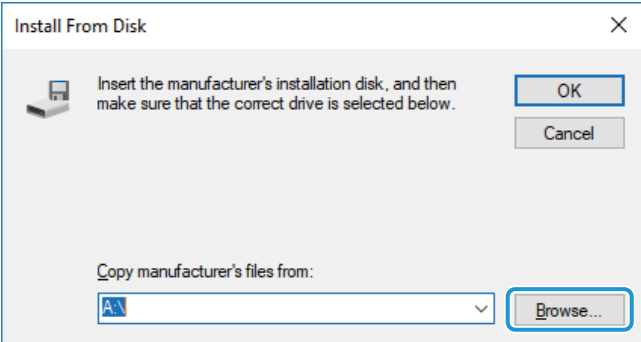 Install From Disk
Insert the manufacturer's installation disk, and then
make sure that the correct drive is selected below.
OK
Cancel
Copy manufacturer's files from:
A:\
Browse...